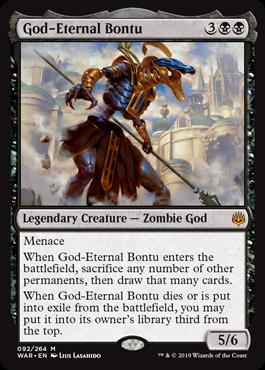 God-Eternal Bontu 3
Legendary Creature — Zombie God
Menace
When God-Eternal Bontu enters the
battlefield, sacrifice any number of other
permanents, then draw that many cards.
When God-Eternal Bontu dies or is put
into exile from the battlefield, you may
put it into its owner's library third from
the top.
5/6
092/264 M
WAR • EN Lius Lasahido
™ & © 2019 Wizards of the Coast